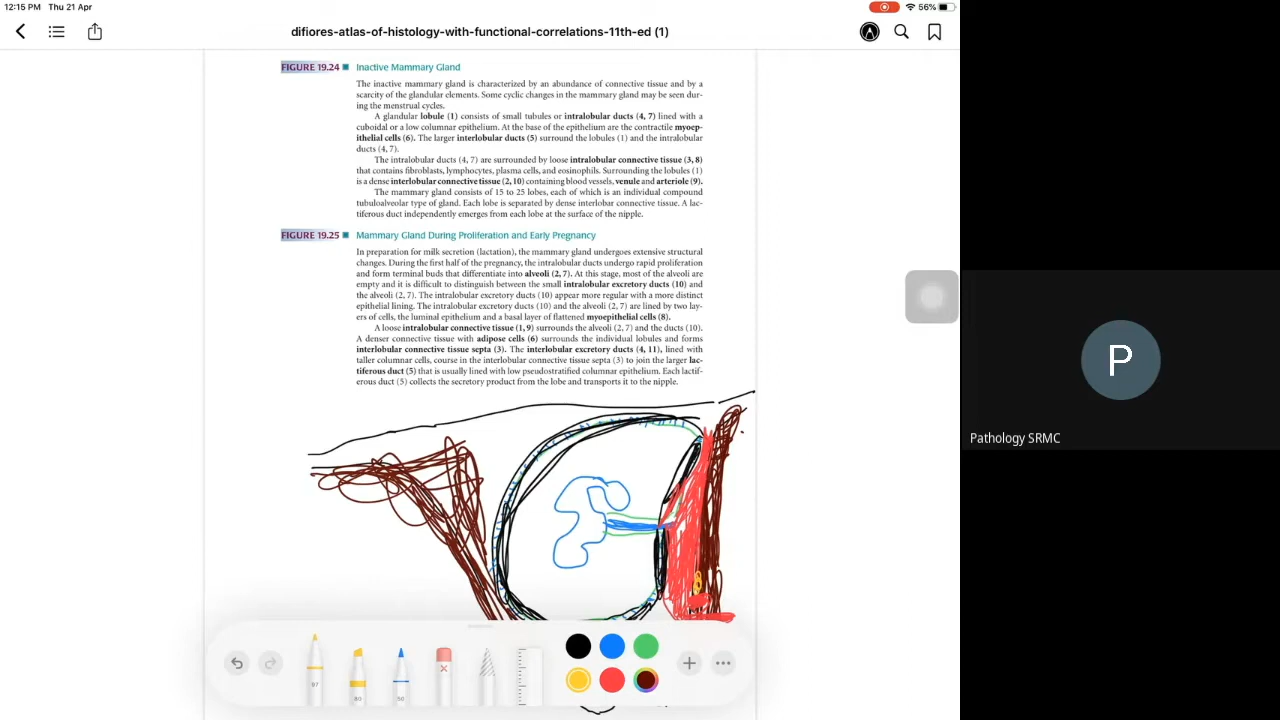 12:15 PM Thu 21 Apr
56%
difiores-atlas-of-histology-with-functional-correlations-11th-ed (1)
FIGURE 19.24 Inactive Mammary Gland
The inactive mammary gland is characterized by an abundance of connective tissue and by a
scarcity of the glandular elements. Some cyclic changes in the mammary gland may be seen dur-
ing the menstrual cycles.
A glandular lobule (1) consists of small tubules or intralobular ducts (4, 7) lined with a
cuboidal or a low columnar epithelium. At the base of the epithelium are the contractile myoep-
ithelial cells (6). The larger interlobular ducts (5) surround the lobules (1) and the intralobular
ducts (4, 7).
The intralobular ducts (4, 7) are surrounded by loose intralobular connective tissue (3, 8)
that contains fibroblasts, lymphocytes, plasma cells, and eosinophils. Surrounding the lobules (1)
is a dense interlobular connective tissue (2, 10) containing blood vessels, venule and arteriole (9).
The mammary gland consists of 15 to 25 lobes, each of which is an individual compound
tubuloalveolar type of gland. Each lobe is separated by dense interlobar connective tissue. A lac-
tiferous duct independently emerges from each lobe at the surface of the nipple.
FIGURE 19.25 Mammary Gland During Proliferation and Early Pregnancy
In preparation for milk secretion (lactation), the mammary gland undergoes extensive structural
changes. During the first half of the pregnancy, the intralobular ducts undergo rapid proliferation
and form terminal buds that differentiate into alveoli (2, 7). At this stage, most of the alveoli are
empty and it is difficult to distinguish between the small intralobular excretory ducts (10) and
the alveoli (2, 7). The intralobular excretory ducts (10) appear more regular with a more distinct
epithelial lining. The intralobular excretory ducts (10) and the alveoli (2, 7) are lined by two lay-
ers of cells, the luminal epithelium and a basal layer of flattened myoepithelial cells (8).
A loose intralobular connective tissue (1, 9) surrounds the alveoli (2, 7) and the ducts (10).
A denser connective tissue with adipose cells (6) surrounds the individual lobules and forms
interlobular connective tissue septa (3). The interlobular excretory ducts (4, 11), lined with
taller columnar cells, course in the interlobular connective tissue septa (3) to join the larger lac-
tiferous duct (5) that is usually lined with low pseudostratified columnar epithelium. Each lactif-
erous duct (5) collects the secretory product from the lobe and transports it to the nipple.
P
Pathology SRMC
97
80
50